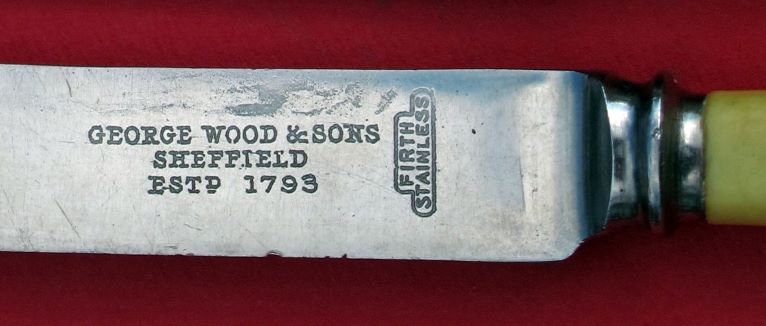 GEORGE WOOD & SONS
SHEFFIELD
ESTD 1793
FIRTH
STAINLESS